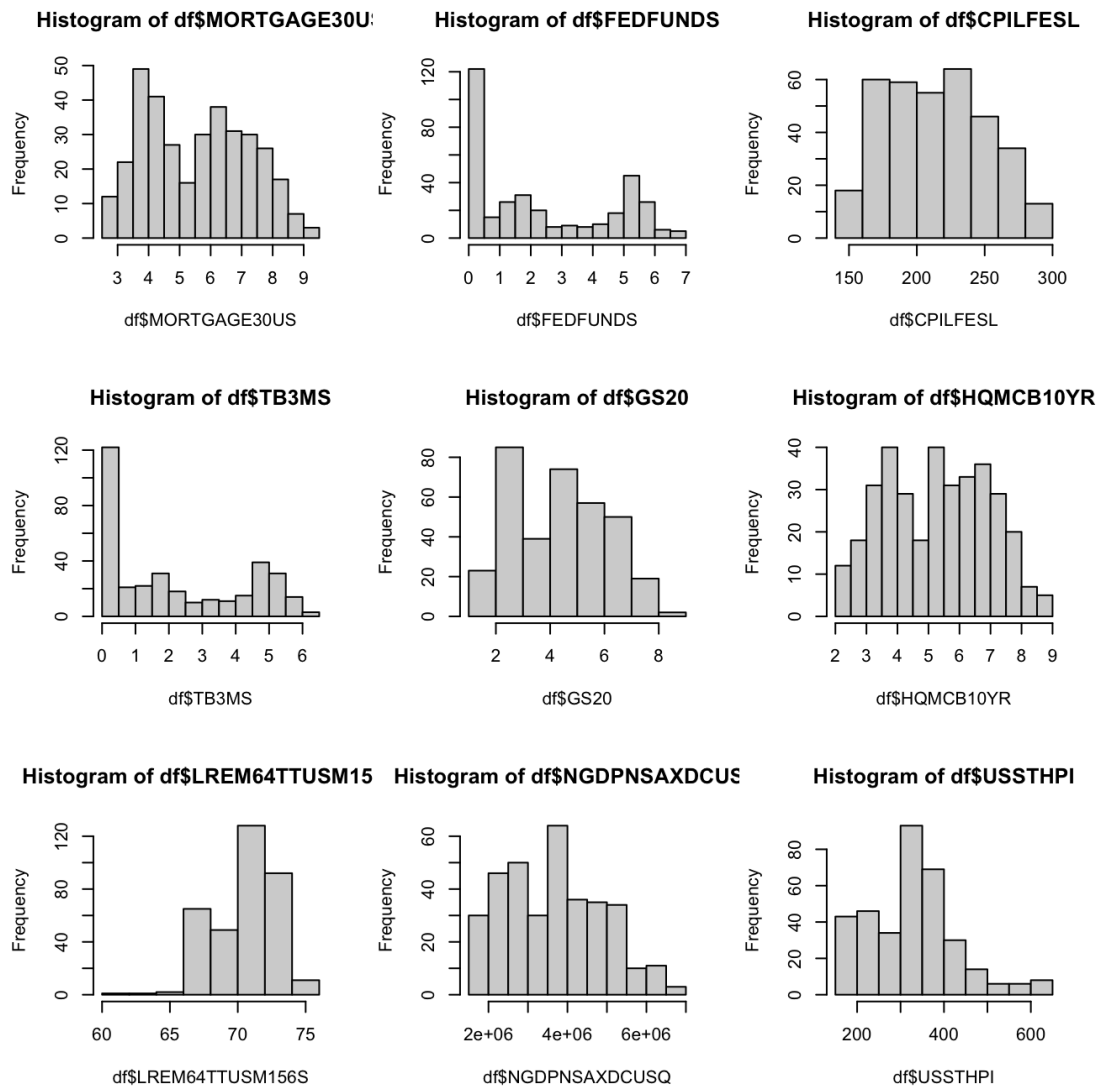 Histogram of df$MORTGAGE30US
Frequency
0 10 20 30 40 50
3 4 5 6 7 8 9
df$MORTGAGE30US
Histogram of df$FEDFUNDS
Frequency
0 40 80 120
0 1 2 3 4 5 6 7
df$FEDFUNDS
Histogram of df$CPILFESL
Frequency
0 20 40 60
150 200 250 300
df$CPILFESL
Histogram of df$TB3MS
Frequency
0 40 80 120
0 1 2 3 4 5 6
df$TB3MS
Histogram of df$GS20
Frequency
0 20 40 60 80
2 4 6 8
df$GS20
Histogram of df$HQMCB10YR
Frequency
0 10 20 30 40
2 3 4 5 6 7 8 9
df$HQMCB10YR
Histogram of df$LREM64TTUSM15
Frequency
0 40 80 120
60 65 70 75
df$LREM64TTUSM156S
Histogram of df$NGDPNSAXDCUS
Frequency
0 20 40 60
2e+06 4e+06 6e+06
df$NGDPNSAXDCUSQ
Histogram of df$USSTHPI
Frequency
0 20 40 60 80
200 400 600
df$USSTHPI